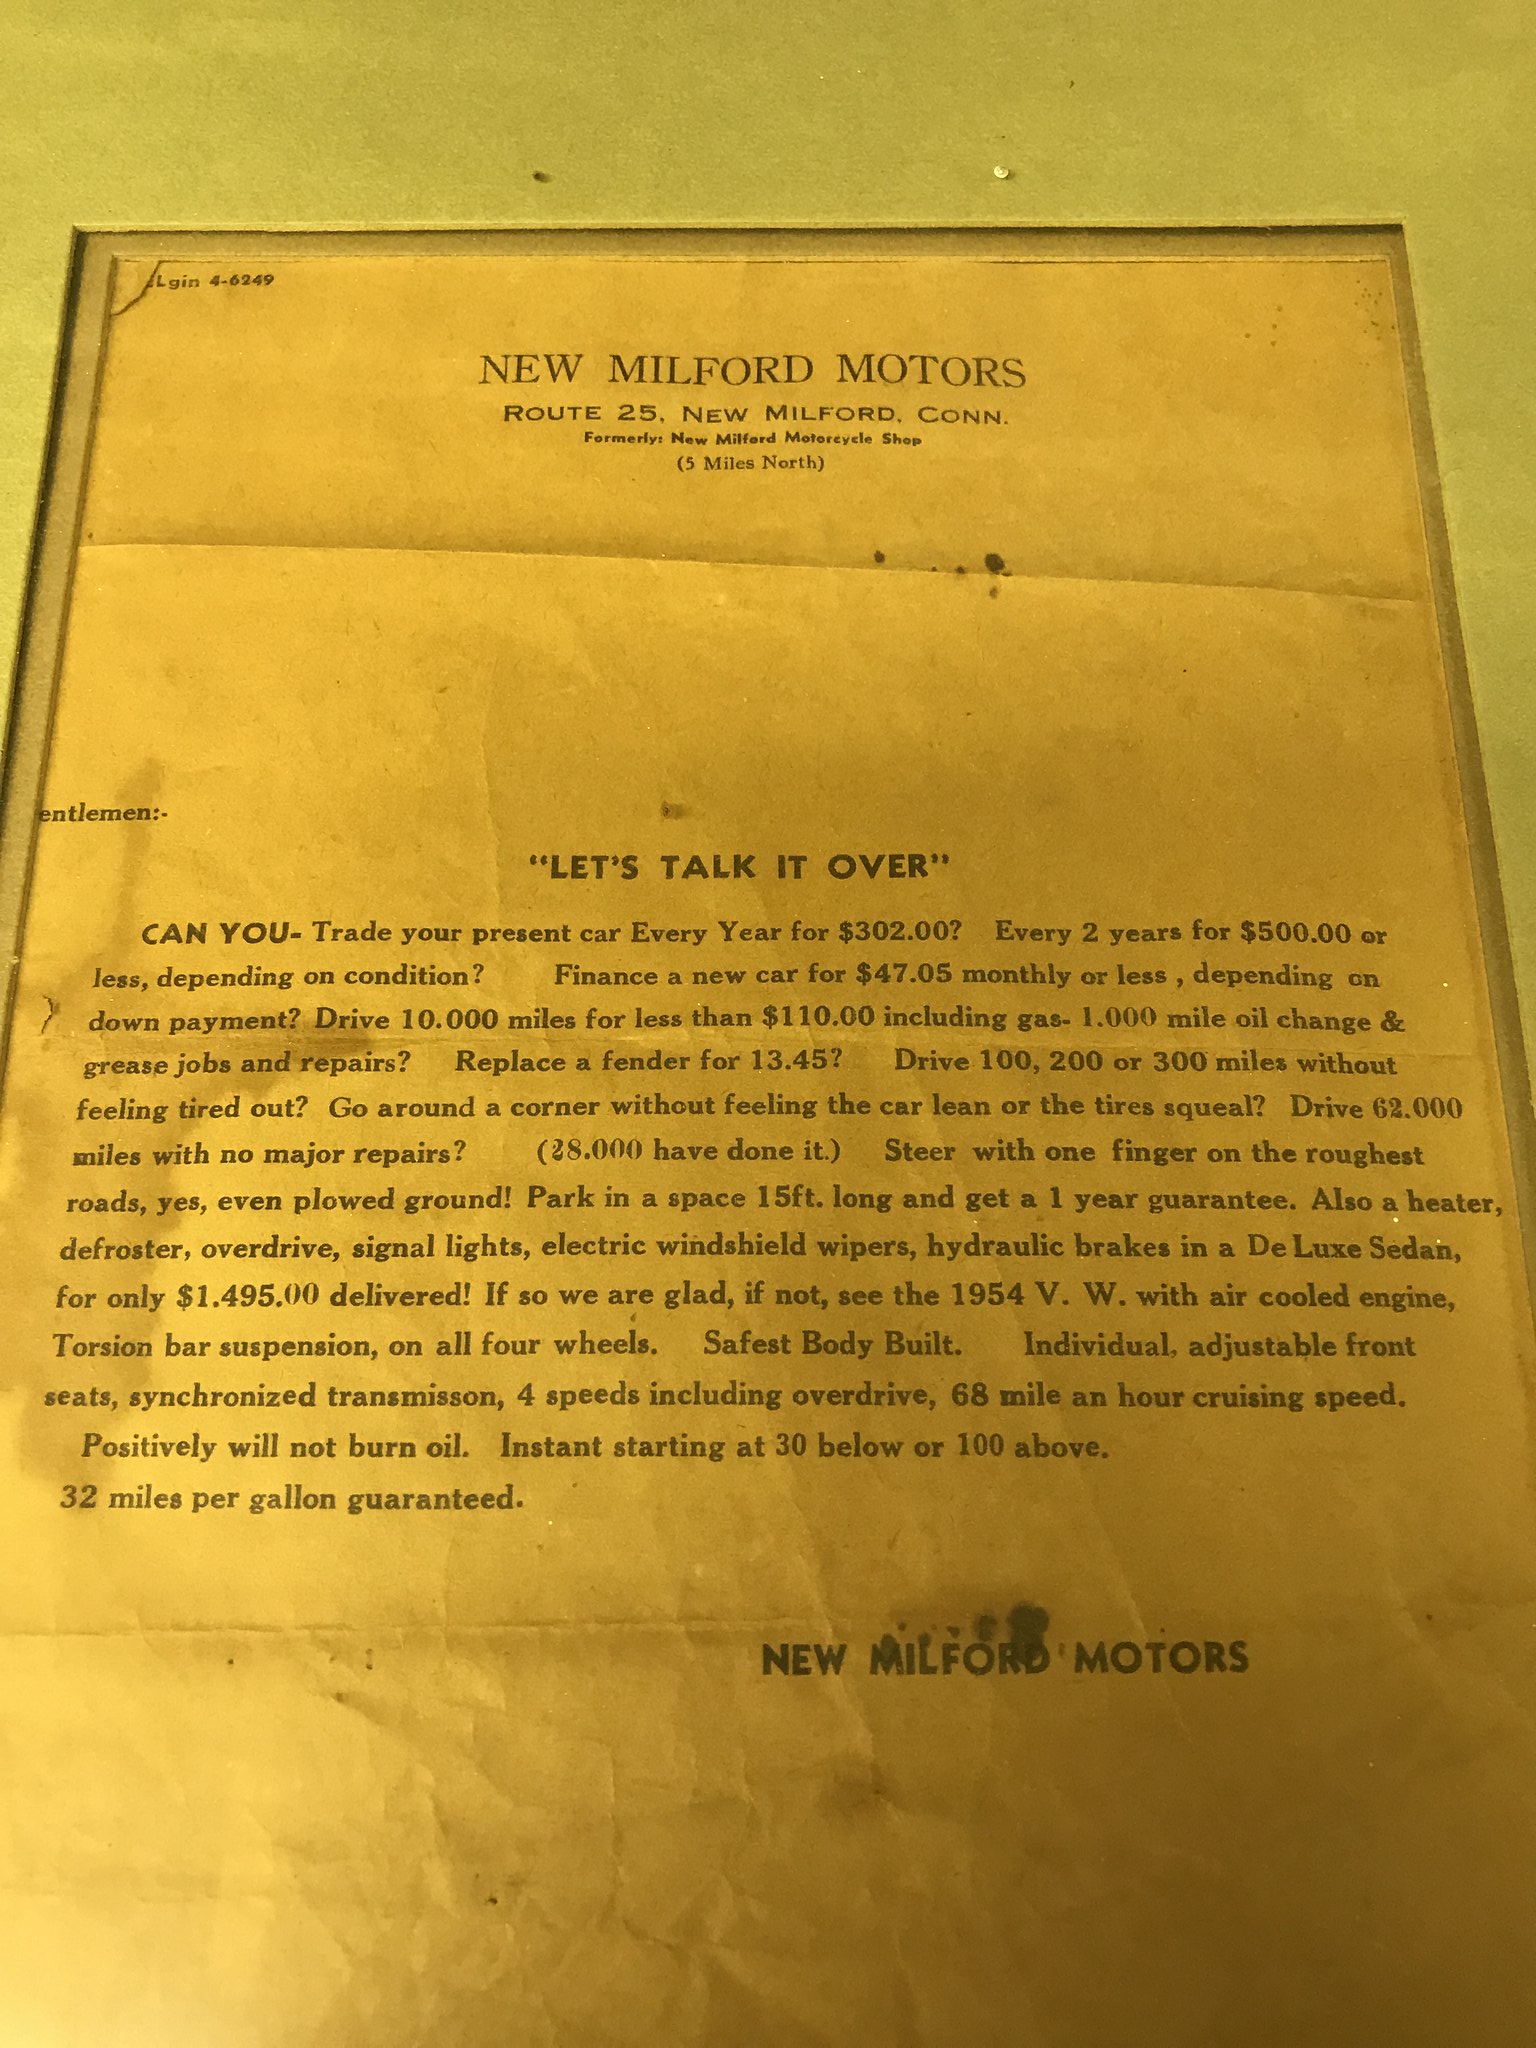 Lgin 4-6249
NEW MILFORD MOTORS
ROUTE 25, NEW MILFORD, CONN.
Formerly: New Milford Motorcycle Shop
(5 Miles North)
entlemen:-
"LET'S TALK IT OVER"
CAN YOU- Trade your present car Every Year for $302.00? Every 2 years for $500.00 or
less, depending on condition? Finance a new car for $47.05 monthly or less , depending on
down payment? Drive 10.000 miles for less than $110.00 including gas- 1.000 mile oil change &
grease jobs and repairs? Replace a fender for 13.45? Drive 100, 200 or 300 miles without
feeling tired out? Go around a corner without feeling the car lean or the tires squeal? Drive 62.000
miles with no major repairs? (28.000 have done it.) Steer with one finger on the roughest
roads, yes, even plowed ground! Park in a space 15ft. long and get a 1 year guarantee. Also a heater,
defroster, overdrive, signal lights, electric windshield wipers, hydraulic brakes in a De Luxe Sedan,
for only $1.495.00 delivered! If so we are glad, if not, see the 1954 V. W. with air cooled engine,
Torsion bar suspension, on all four wheels. Safest Body Built. Individual, adjustable front
seats, synchronized transmisson, 4 speeds including overdrive, 68 mile an hour cruising speed.
Positively will not burn oil. Instant starting at 30 below or 100 above.
32 miles per gallon guaranteed.
NEW MILFORD MOTORS